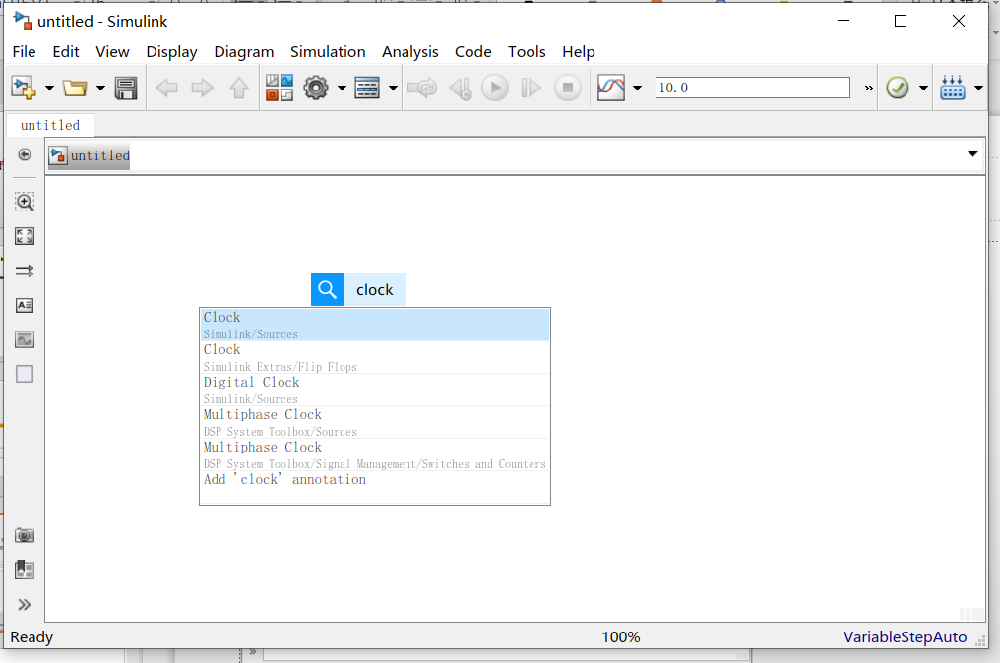 untitled - Simulink
File Edit View Display Diagram Simulation Analysis Code Tools Help
10.0
untitled
untitled
clock
Clock
Simulink/Sources
Clock
Simulink Extras/Flip Flops
Digital Clock
Simulink/Sources
Multiphase Clock
DSP System Toolbox/Sources
Multiphase Clock
DSP System Toolbox/Signal Management/Switches and Counters
Add 'clock' annotation
Ready 100% VariableStepAuto